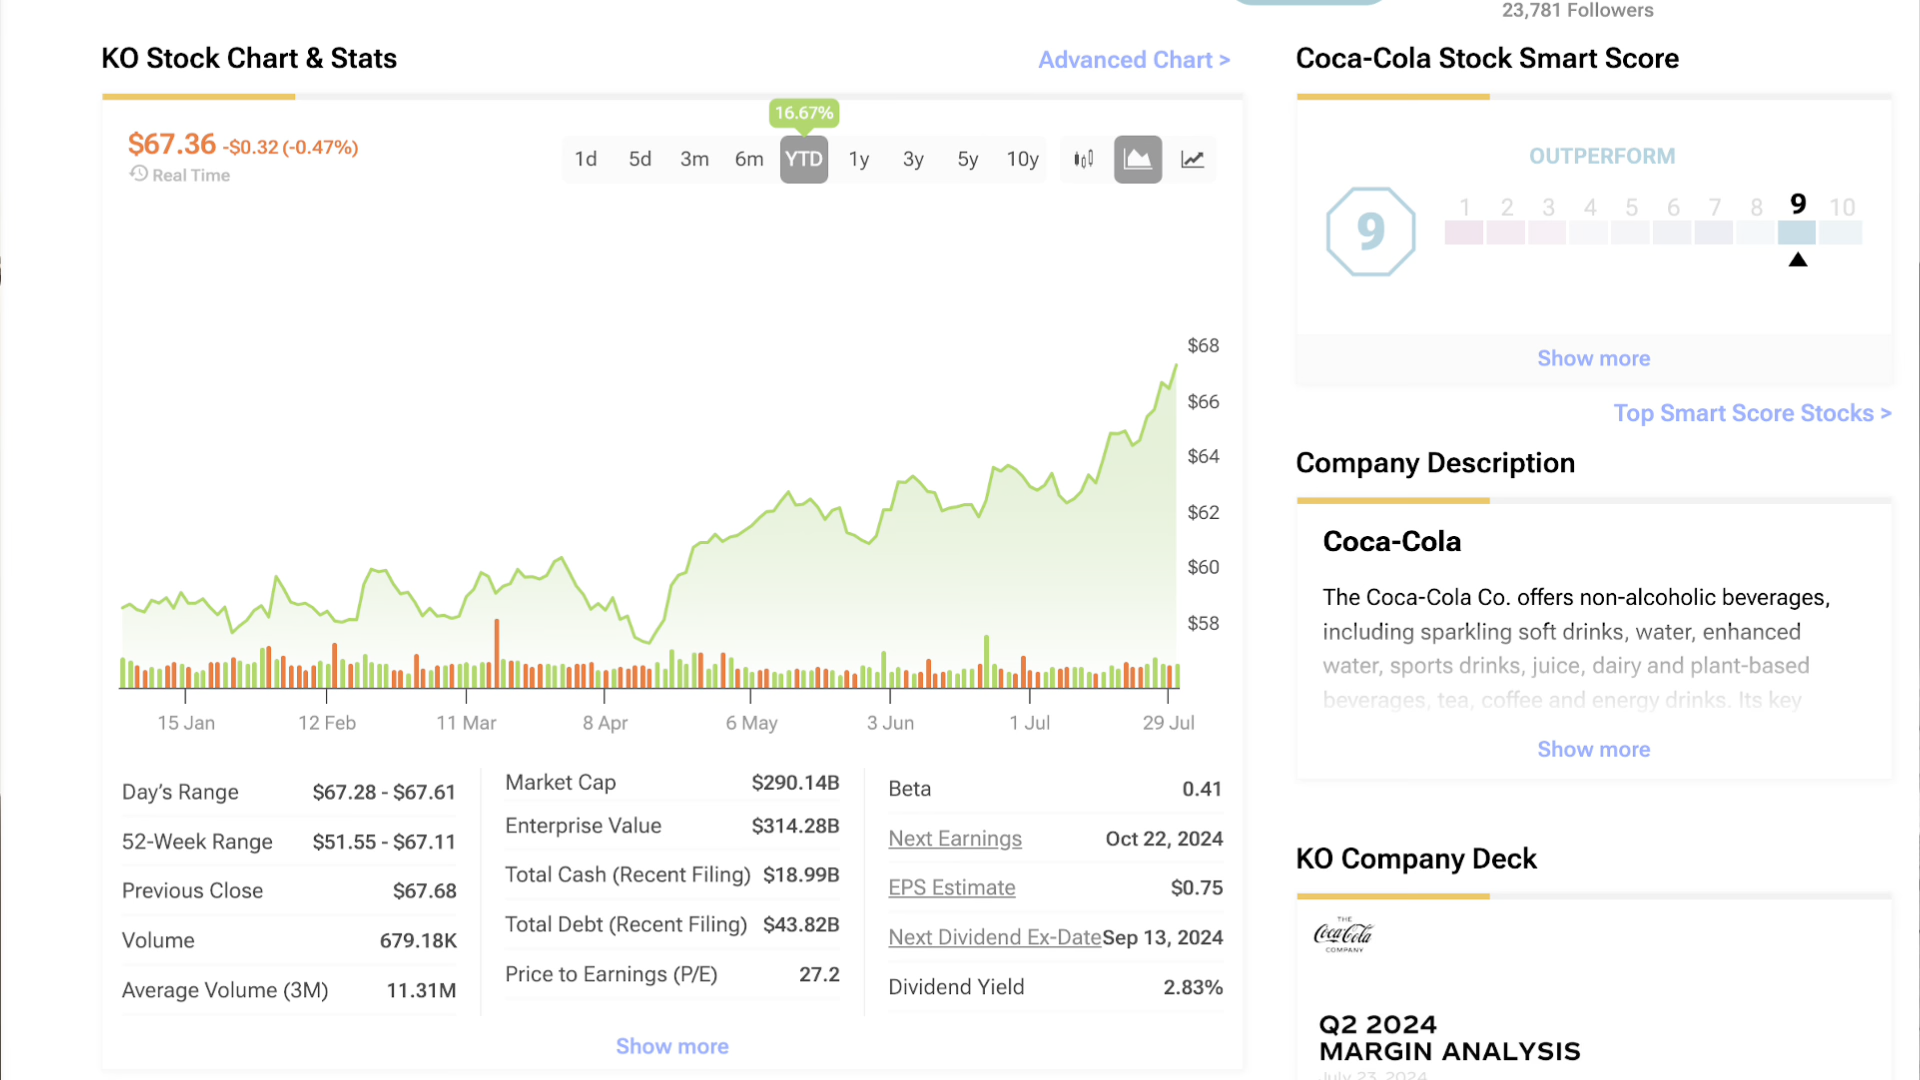 23,781 Followers
KO Stock Chart & Stats
Advanced Chart >
16.67%
$67.36 -$0.32 (-0.47%)
Real Time
1d 5d 3m 6m YTD 1y 3y 5y 10y
$68
$66
$64
$62
$60
$58
15 Jan 12 Feb 11 Mar 8 Apr 6 May 3 Jun 1 Jul 29 Jul
Day’s Range $67.28 - $67.61
52-Week Range $51.55 - $67.11
Previous Close $67.68
Volume 679.18K
Average Volume (3M) 11.31M
Market Cap $290.14B
Enterprise Value $314.28B
Total Cash (Recent Filing) $18.99B
Total Debt (Recent Filing) $43.82B
Price to Earnings (P/E) 27.2
Beta 0.41
Next Earnings Oct 22, 2024
EPS Estimate $0.75
Next Dividend Ex-Date Sep 13, 2024
Dividend Yield 2.83%
Show more
Coca-Cola Stock Smart Score
OUTPERFORM
9
1 2 3 4 5 6 7 8 9 10
Show more
Top Smart Score Stocks >
Company Description
Coca-Cola
The Coca-Cola Co. offers non-alcoholic beverages,
including sparkling soft drinks, water, enhanced
water, sports drinks, juice, dairy and plant-based
beverages, tea, coffee and energy drinks. Its key
Show more
KO Company Deck
THE
Coca-Cola
COMPANY
Q2 2024
MARGIN ANALYSIS
July 23, 2024